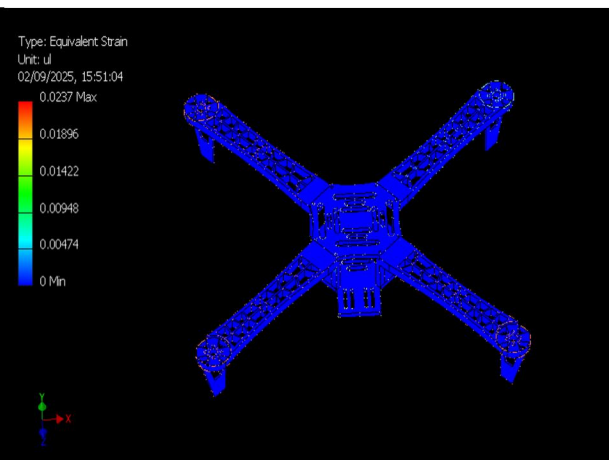 Type: Equivalent Strain
Unit: ul
02/09/2025, 15:51:04
0.0237 Max
0.01896
0.01422
0.00948
0.00474
0 Min
Y
X
Z